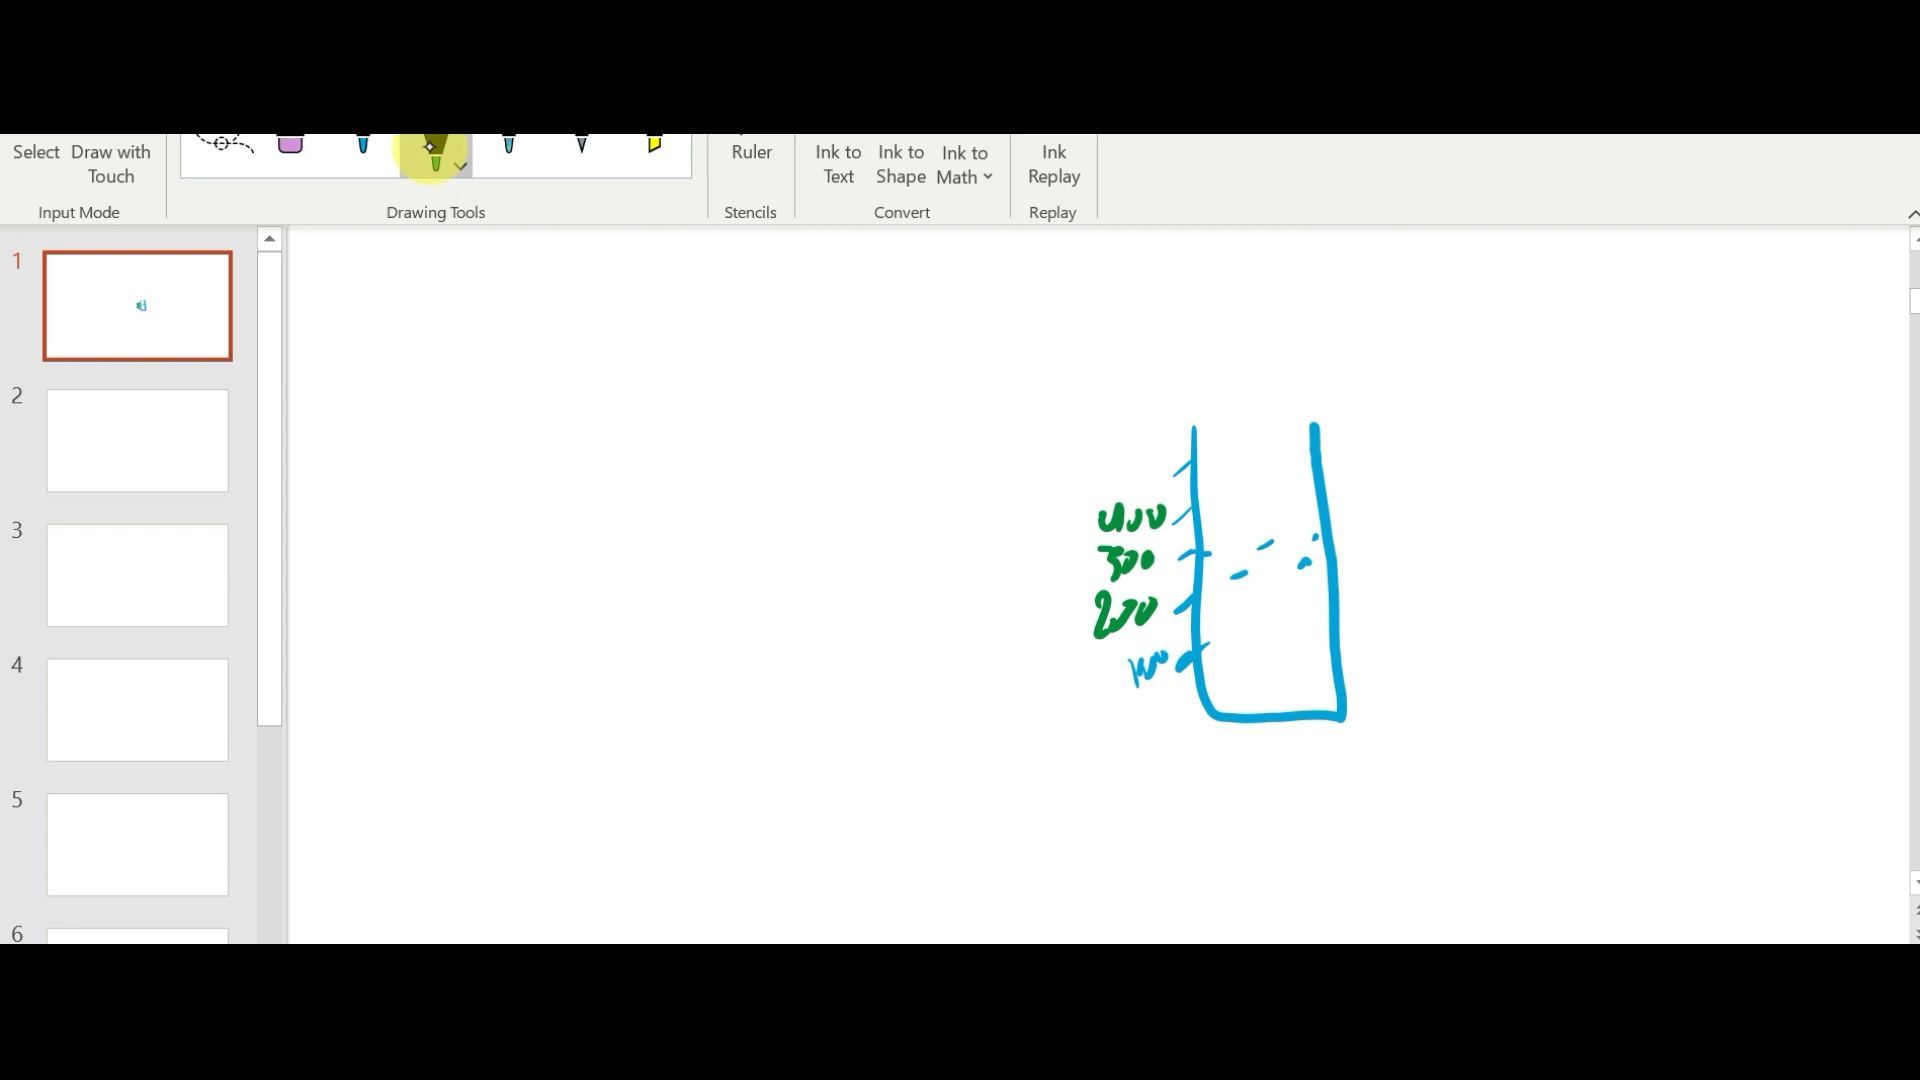 Select
Draw with Touch
Input Mode
Drawing Tools
Ruler
Stencils
Ink to Text
Ink to Shape
Ink to Math
Convert
Ink Replay
Replay
1
2
3
4
5
6
400
300
200
100